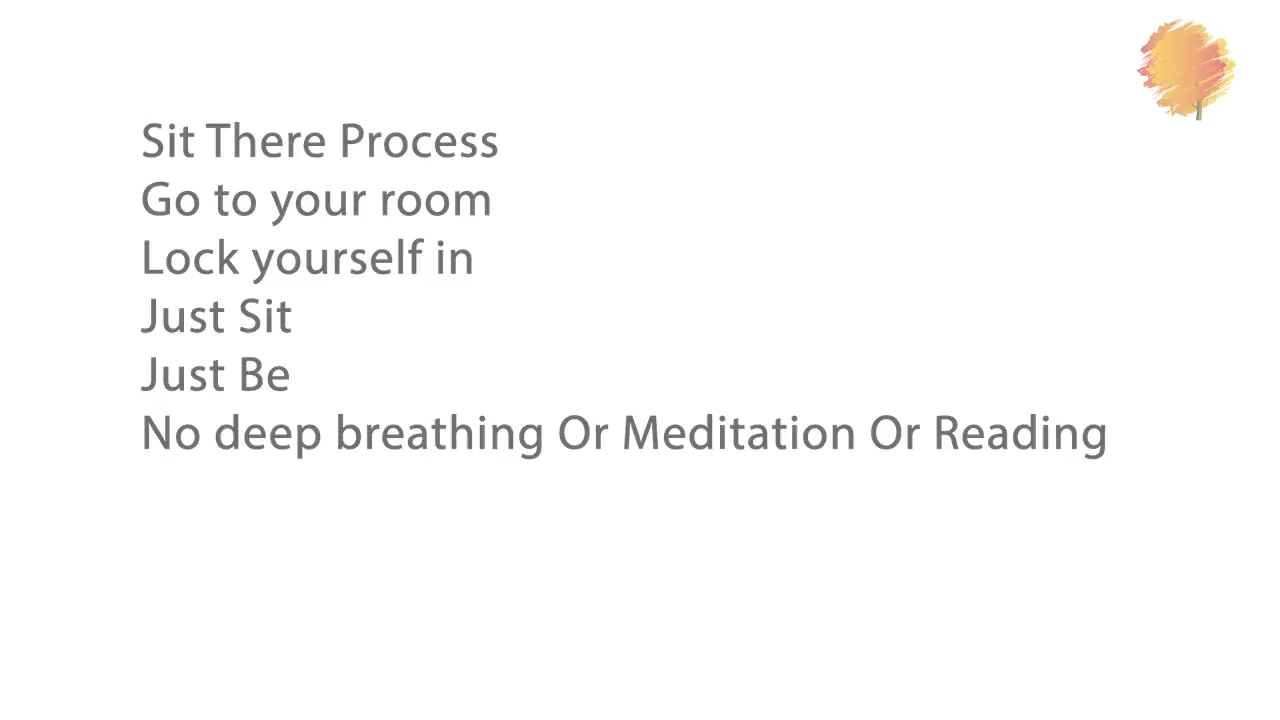 Sit There Process
Go to your room
Lock yourself in
Just Sit
Just Be
No deep breathing Or Meditation Or Reading